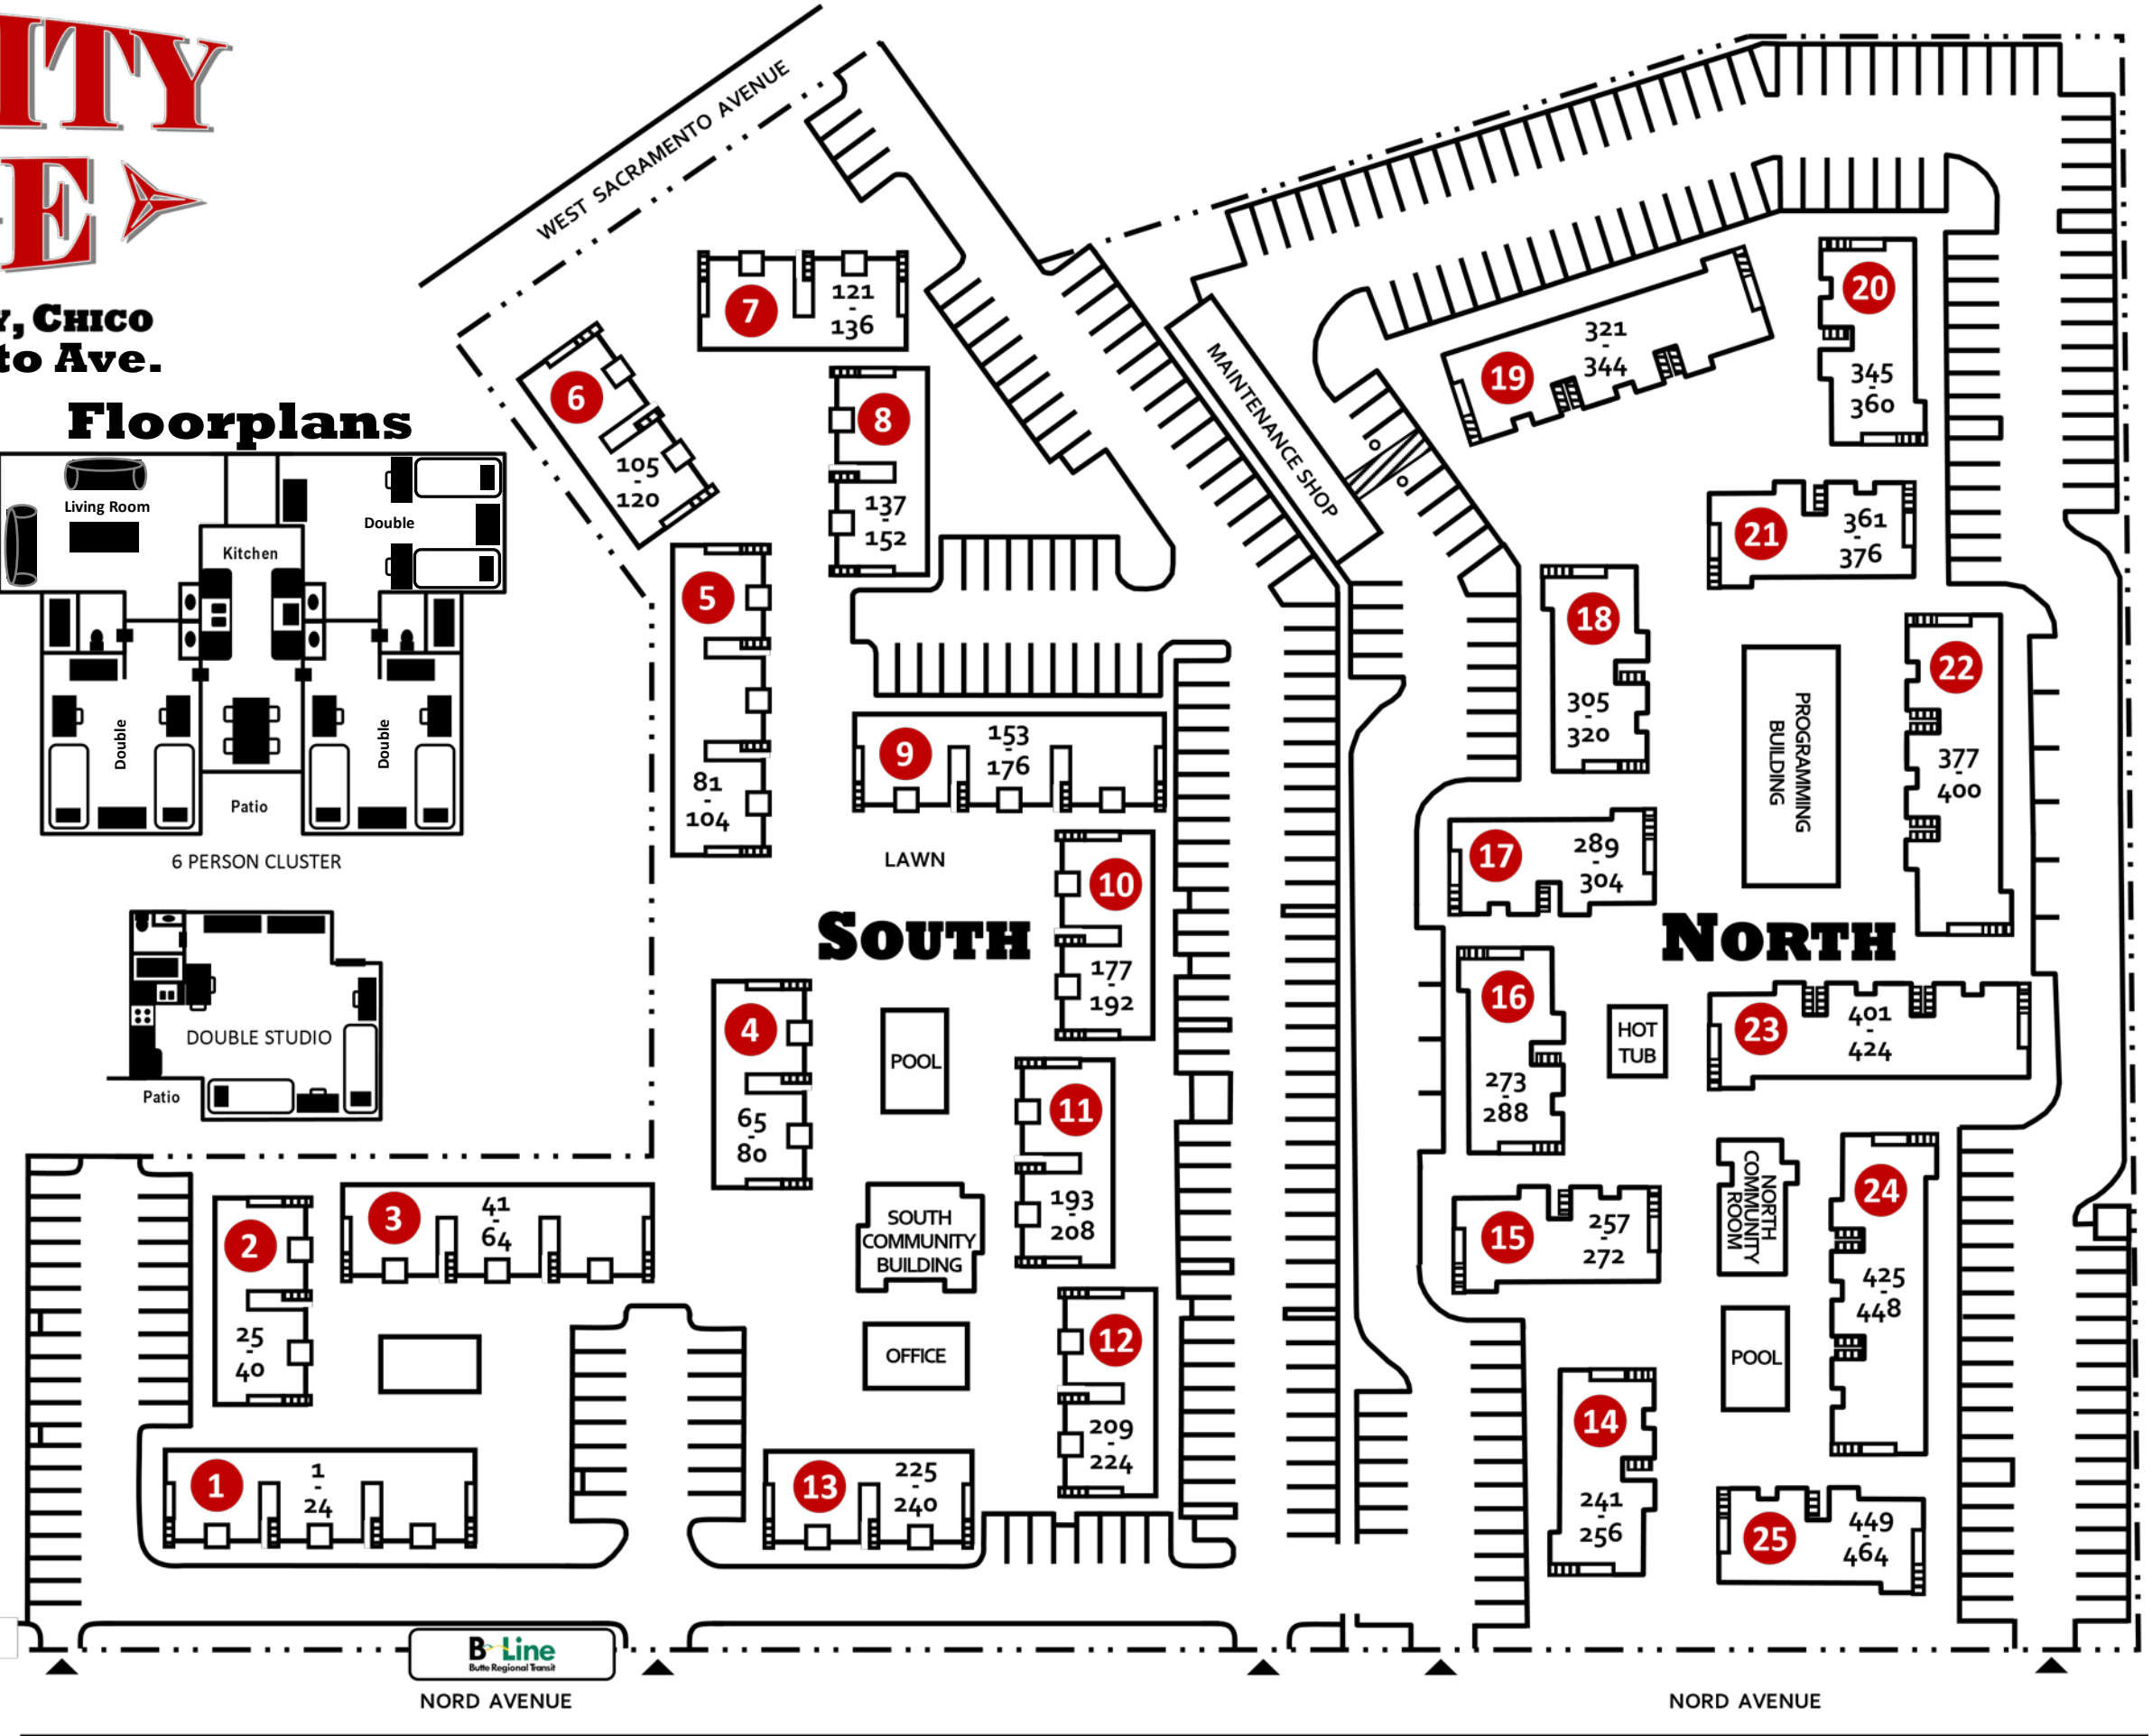 ITY
E
Y, CHICO
to Ave.
Floorplans
Living Room
Kitchen
Double
Double
Double
Patio
6 PERSON CLUSTER
DOUBLE STUDIO
Patio
WEST SACRAMENTO AVENUE
MAINTENANCE SHOP
7
121
-
136
6
105
-
120
8
137
-
152
5
81
-
104
9
153
-
176
LAWN
10
177
-
192
SOUTH
4
65
-
80
POOL
11
193
-
208
SOUTH
COMMUNITY
BUILDING
OFFICE
12
209
-
224
2
25
-
40
3
41
-
64
1
1
-
24
13
225
-
240
19
321
-
344
20
345
-
360
21
361
-
376
18
305
-
320
PROGRAMMING
BUILDING
22
377
-
400
17
289
-
304
NORTH
16
273
-
288
HOT
TUB
23
401
-
424
15
257
-
272
NORTH
COMMUNITY
ROOM
24
425
-
448
POOL
14
241
-
256
25
449
-
464
B Line
Butte Regional Transit
NORD AVENUE
NORD AVENUE